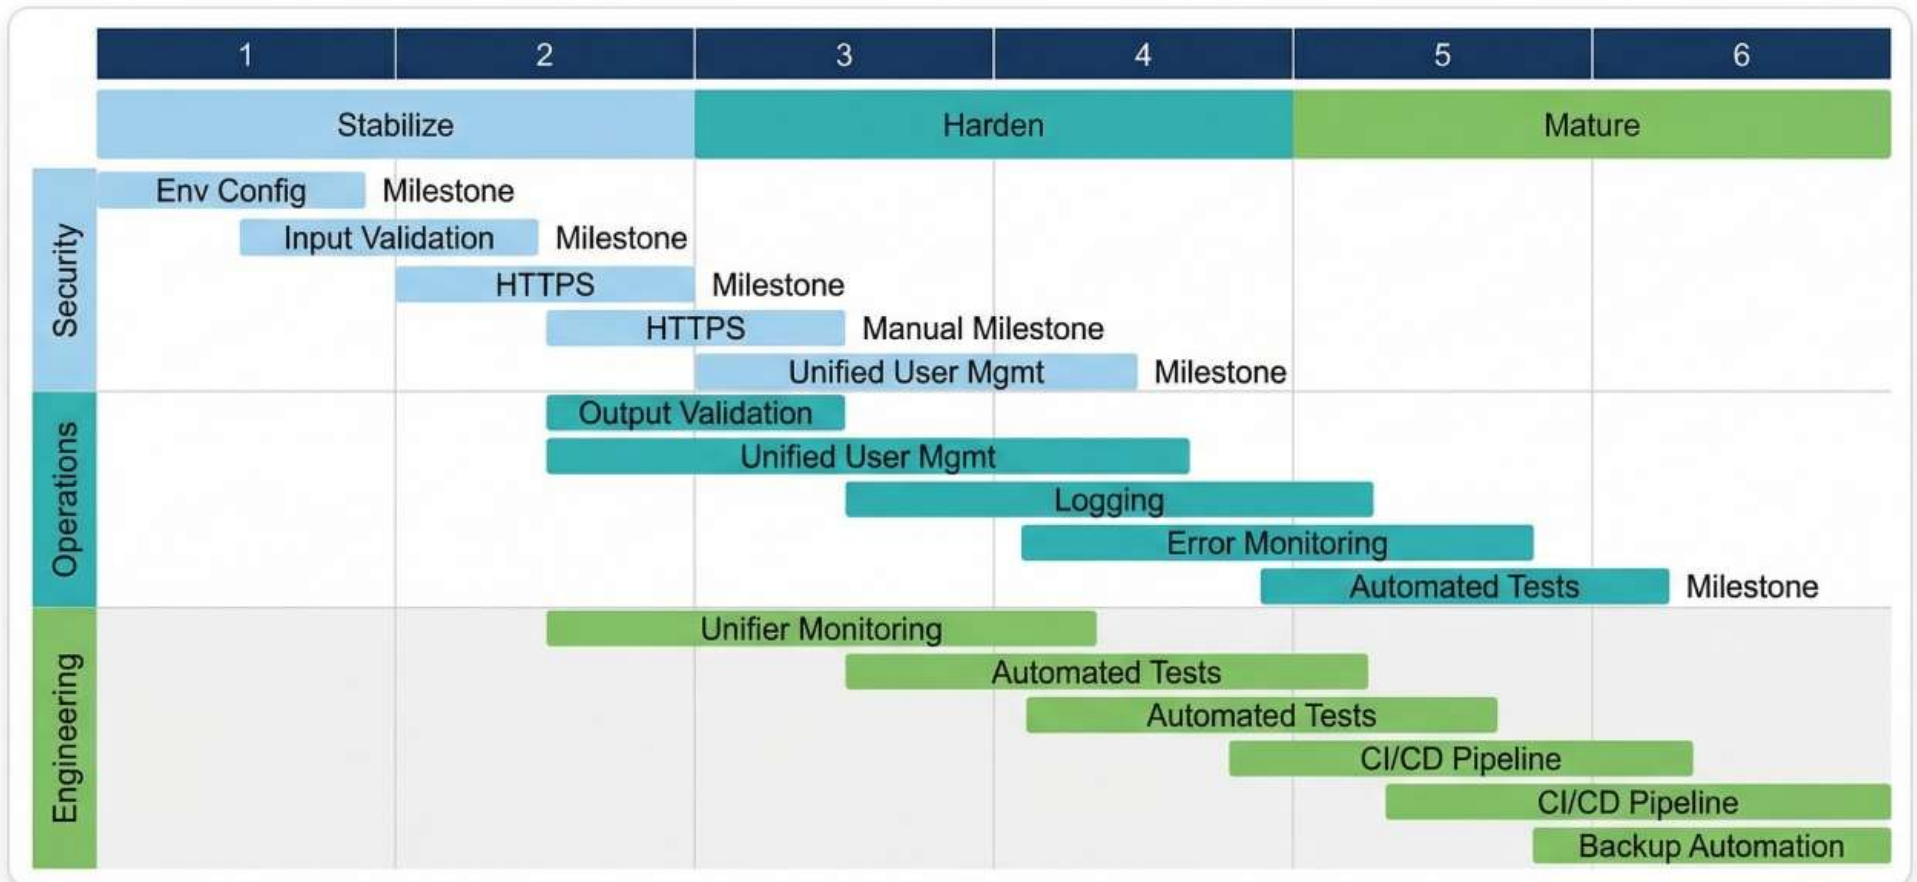 1 2 3 4 5 6
Stabilize Harden Mature
Security
Env Config Milestone
Input Validation Milestone
HTTPS Milestone
HTTPS Manual Milestone
Unified User Mgmt Milestone
Operations
Output Validation
Unified User Mgmt
Logging
Error Monitoring
Automated Tests Milestone
Engineering
Unifier Monitoring
Automated Tests
Automated Tests
CI/CD Pipeline
CI/CD Pipeline
Backup Automation